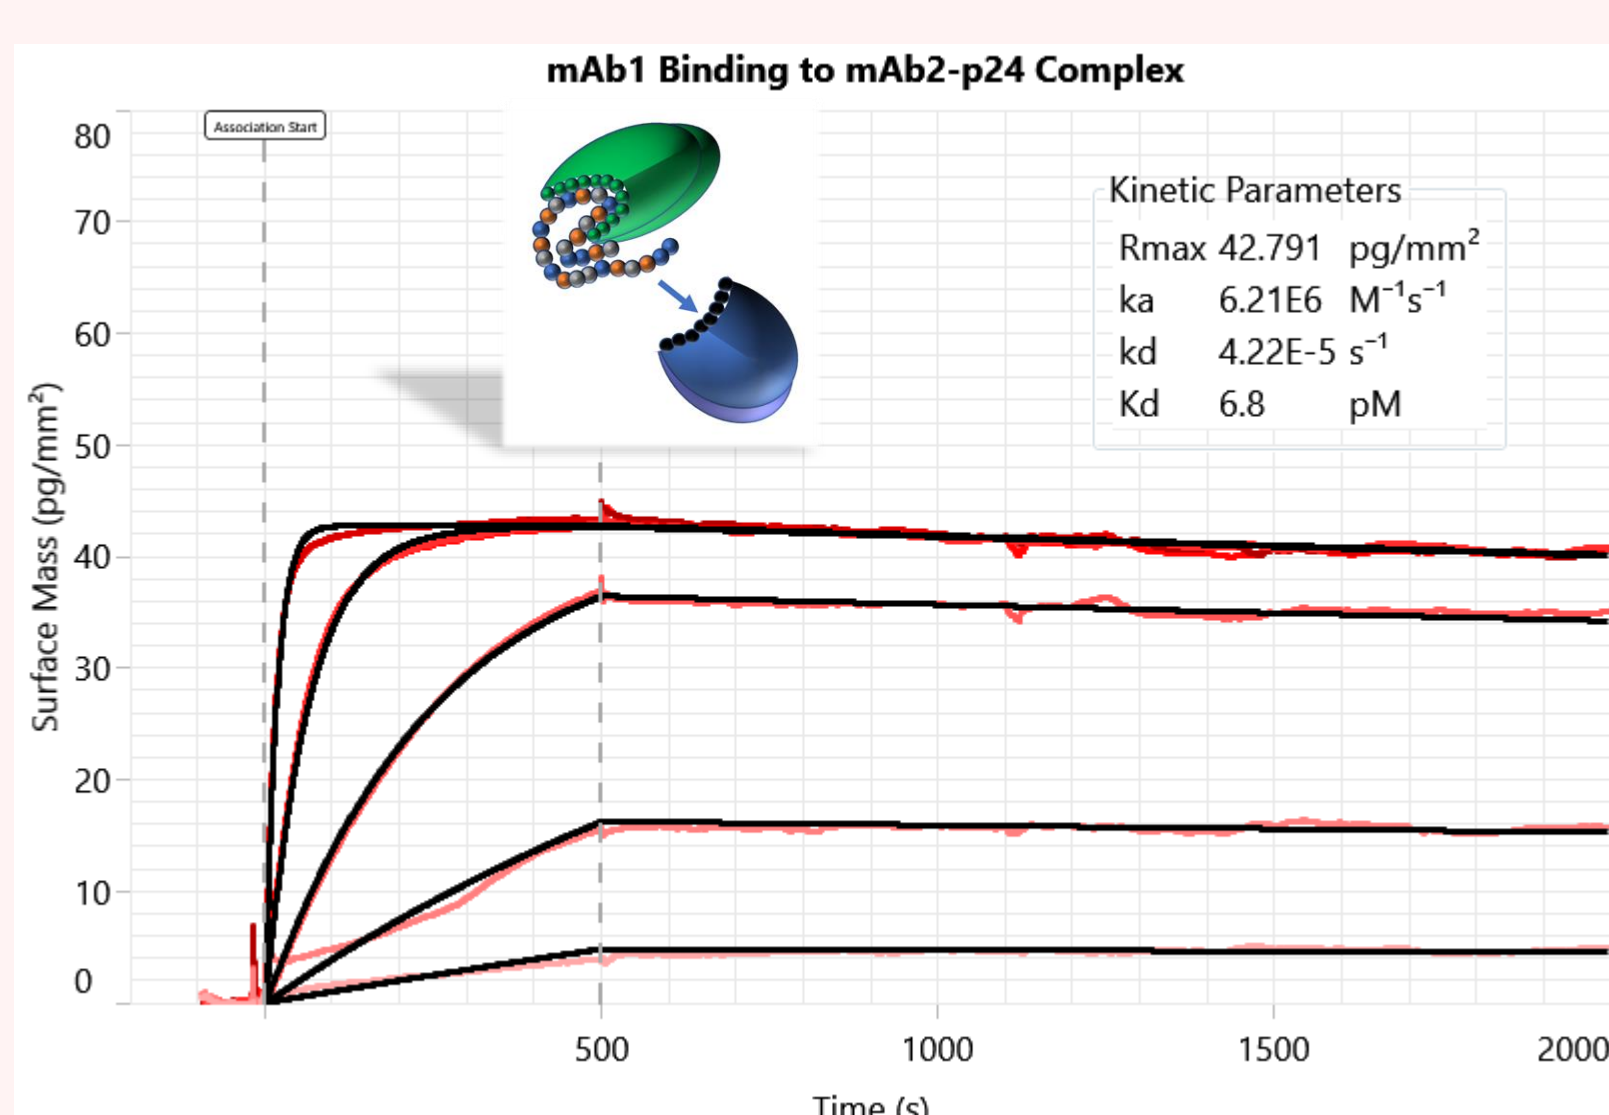 mAb1 Binding to mAb2-p24 Complex
Association Start
80
70
60
50
40
30
20
10
0
Surface Mass (pg/mm²)
Kinetic Parameters
Rmax 42.791 pg/mm²
ka 6.21E6 M⁻¹s⁻¹
kd 4.22E-5 s⁻¹
Kd 6.8 pM
500 1000 1500 2000
Time (s)